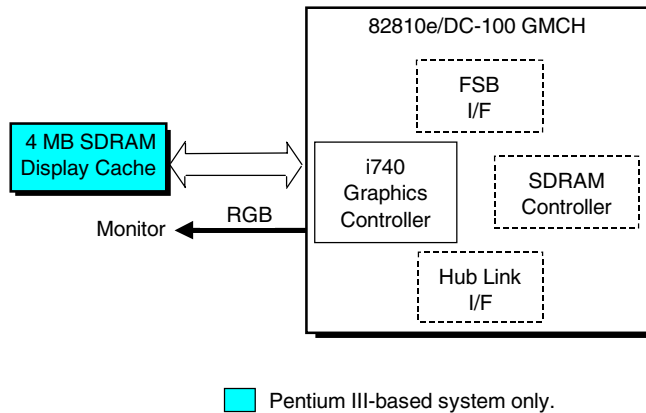 82810e/DC-100 GMCH
FSB
I/F
4 MB SDRAM
Display Cache
i740
Graphics
Controller
SDRAM
Controller
RGB
Monitor
Hub Link
I/F
Pentium III-based system only.